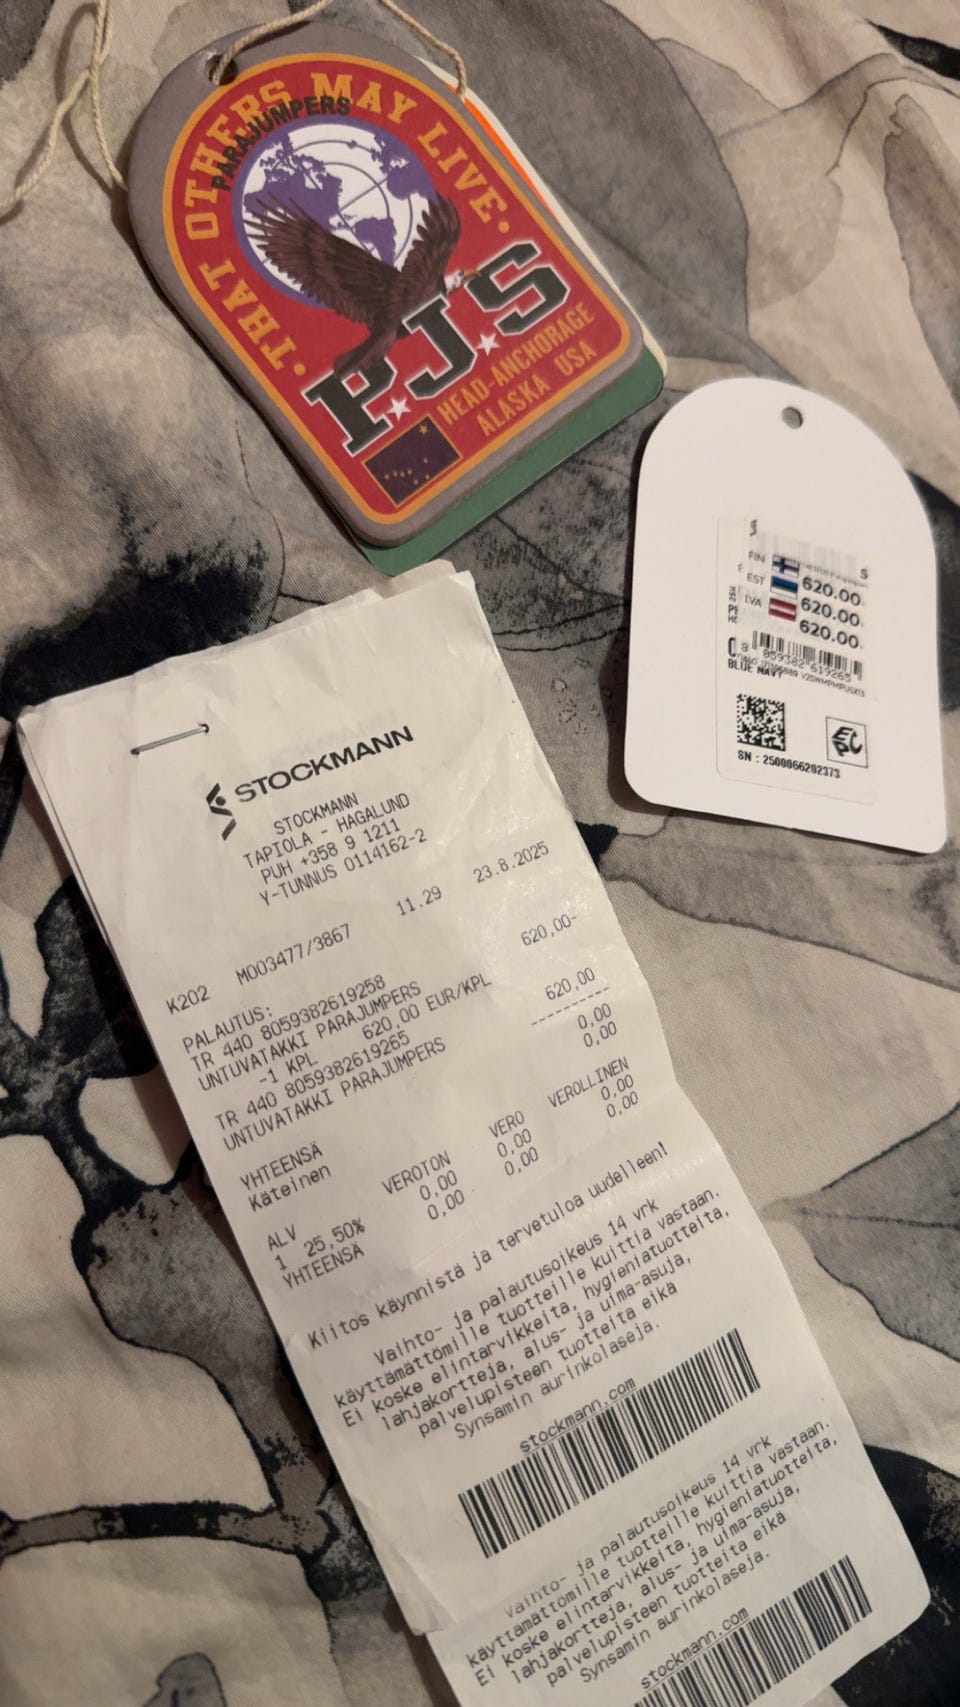 THAT OTHERS MAY LIVE.
PARAJUMPERS
P.J.S
HEAD-ANCHORAGE
ALASKA USA
S
FIN 620.00
EST 620.00
LVA 620.00
8 059382 619265
BLUE NAVY
SN : 2500066202373
EPC
STOCKMANN
STOCKMANN
TAPIOLA - HAGALUND
PUH +358 9 1211
Y-TUNNUS 0114162-2
K202 M003477/3867 11.29 23.8.2025
PALAUTUS:
TR 440 8059382619258 620,00-
UNTUVATAKKI PARAJUMPERS
-1 KPL 620,00 EUR/KPL
TR 440 8059382619265 620,00
UNTUVATAKKI PARAJUMPERS
---------
YHTEENSÄ 0,00
Käteinen 0,00
ALV VEROTON VERO VEROLLINEN
1 25,50% 0,00 0,00 0,00
YHTEENSÄ 0,00 0,00 0,00
Kiitos käynnistä ja tervetuloa uudelleen!
Vaihto- ja palautusoikeus 14 vrk
käyttämättömille tuotteille kuittia vastaan.
Ei koske elintarvikkeita, hygieniatuotteita,
lahjakortteja, alus- ja uima-asuja,
palvelupisteen tuotteita eikä
Synsamin aurinkolaseja.
stockmann.com
Vaihto- ja palautusoikeus 14 vrk
käyttämättömille tuotteille kuittia vastaan.
Ei koske elintarvikkeita, hygieniatuotteita,
lahjakortteja, alus- ja uima-asuja,
palvelupisteen tuotteita eikä
Synsamin aurinkolaseja.
stockmann.com